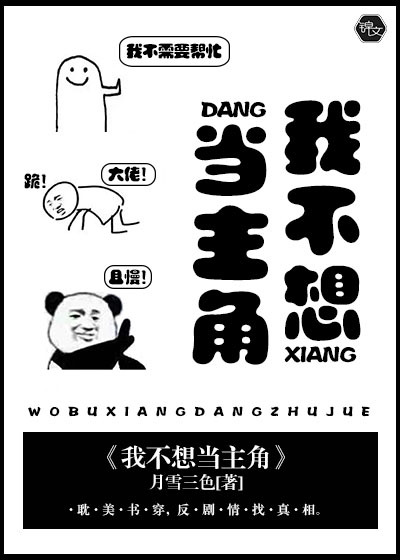 锦文
我不需要帮忙
我不想
XIANG
DANG
当主角
跪!
大佬!
且慢!
WOBUXIANGDANGZHUJUE
《我不想当主角》
月雪三色[著]
·耽·美·书·穿,反·剧·情·找·真·相。